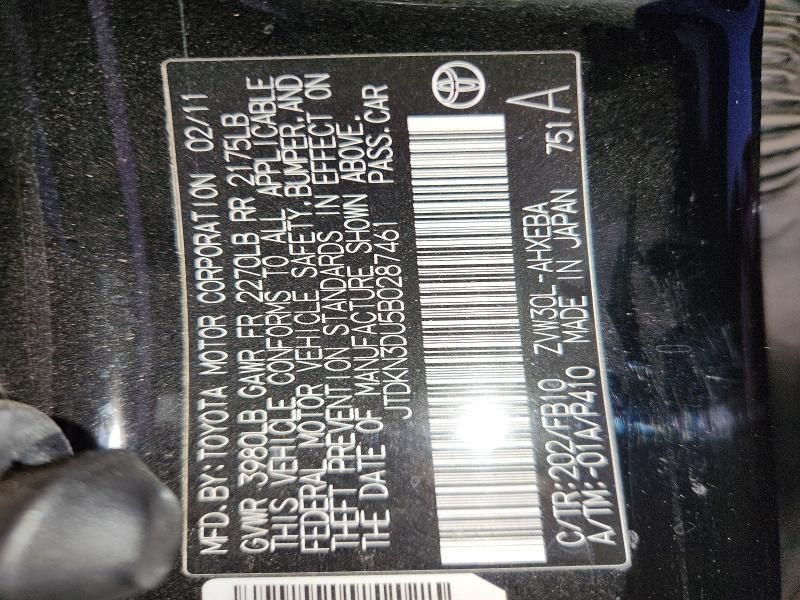 MFD.BY:TOYOTA MOTOR CORPORATION 02/11
GVWR 3980LB GAWR FR 2270LB RR 2175LB
THIS VEHICLE CONFORMS TO ALL APPLICABLE
FEDERAL MOTOR VEHICLE SAFETY,BUMPER,AND
THEFT PREVENTION STANDARDS IN EFFECT ON
THE DATE OF MANUFACTURE SHOWN ABOVE.
JTDKN3DU5B0287461 PASS.CAR
C/TR:202/FB10 ZVW30L-AHXEBA
A/TM:-01A/P410 MADE IN JAPAN 751A